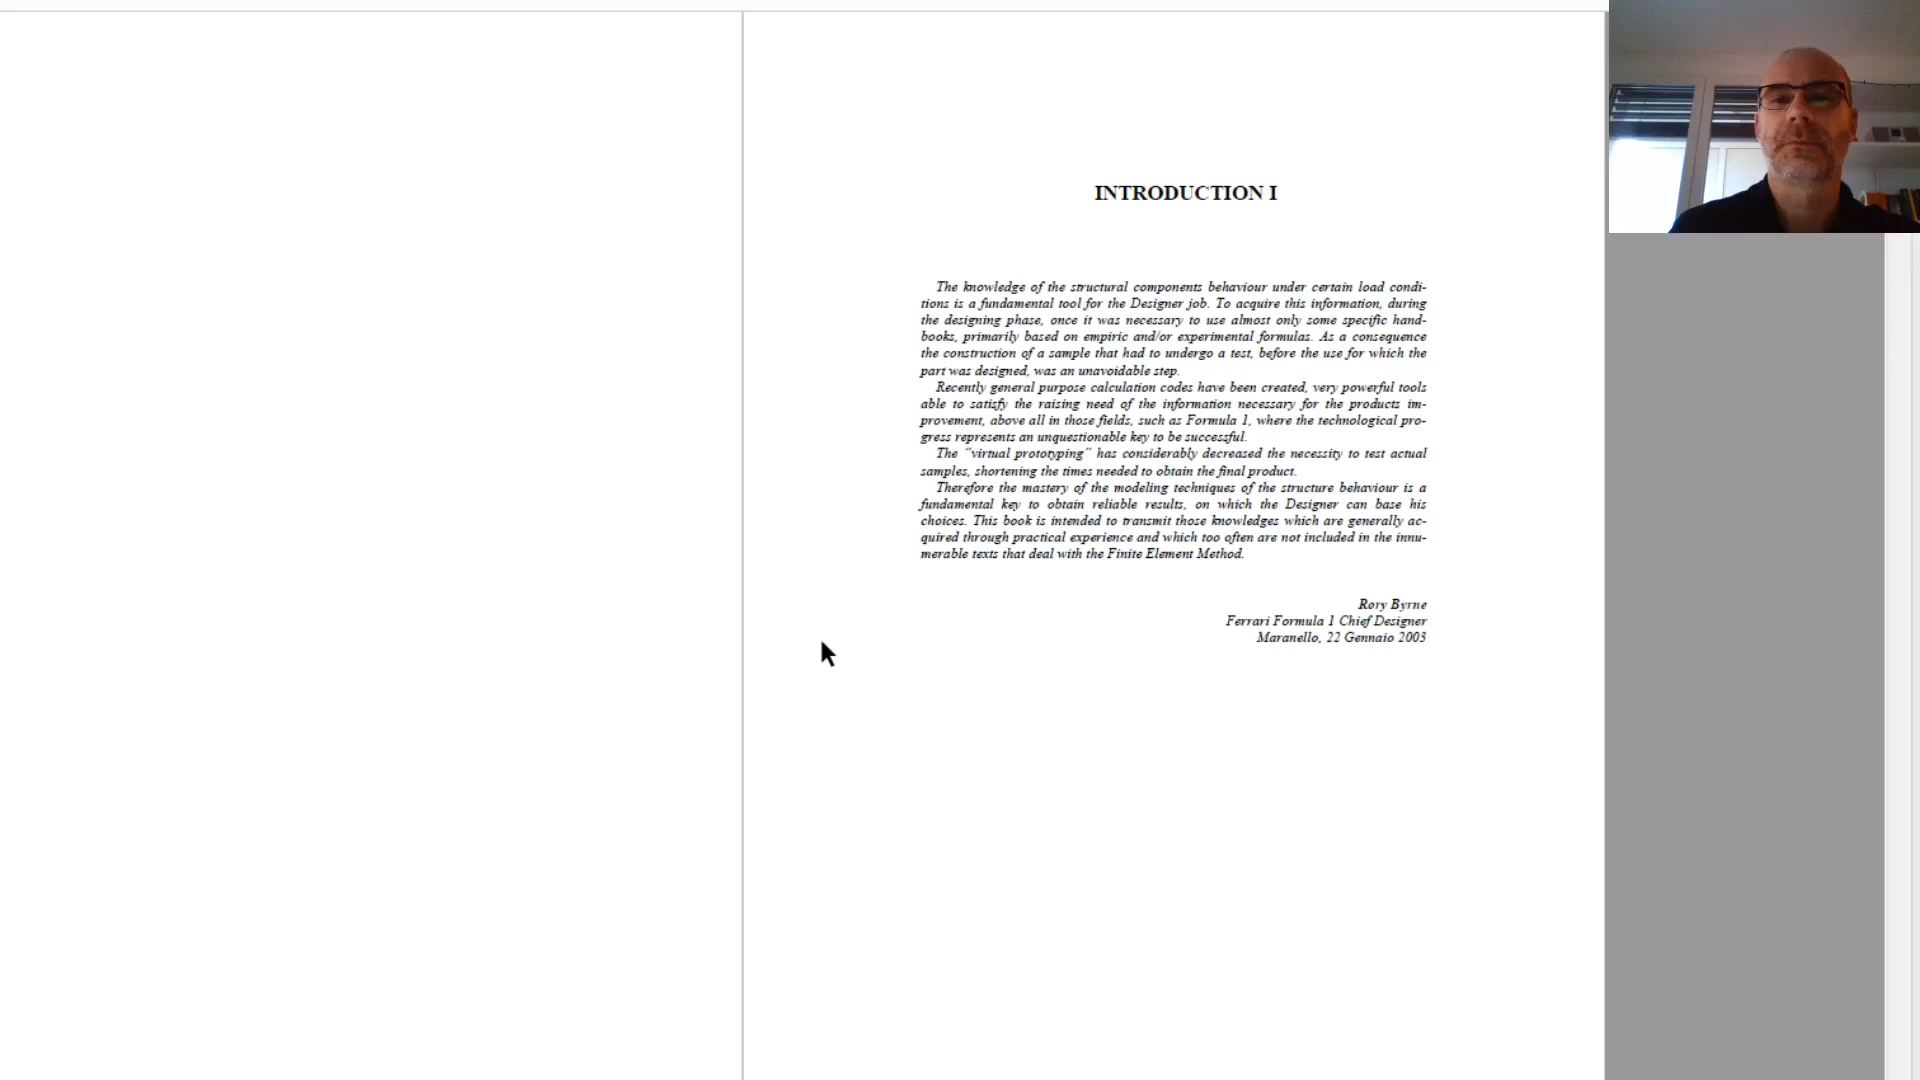 INTRODUCTION I
The knowledge of the structural components behaviour under certain load condi-
tions is a fundamental tool for the Designer job. To acquire this information, during
the designing phase, once it was necessary to use almost only some specific hand-
books, primarily based on empiric and/or experimental formulas. As a consequence
the construction of a sample that had to undergo a test, before the use for which the
part was designed, was an unavoidable step.
Recently general purpose calculation codes have been created, very powerful tools
able to satisfy the raising need of the information necessary for the products im-
provement, above all in those fields, such as Formula 1, where the technological pro-
gress represents an unquestionable key to be successful.
The "virtual prototyping" has considerably decreased the necessity to test actual
samples, shortening the times needed to obtain the final product.
Therefore the mastery of the modeling techniques of the structure behaviour is a
fundamental key to obtain reliable results, on which the Designer can base his
choices. This book is intended to transmit those knowledges which are generally ac-
quired through practical experience and which too often are not included in the innu-
merable texts that deal with the Finite Element Method.
Rory Byrne
Ferrari Formula 1 Chief Designer
Maranello, 22 Gennaio 2003